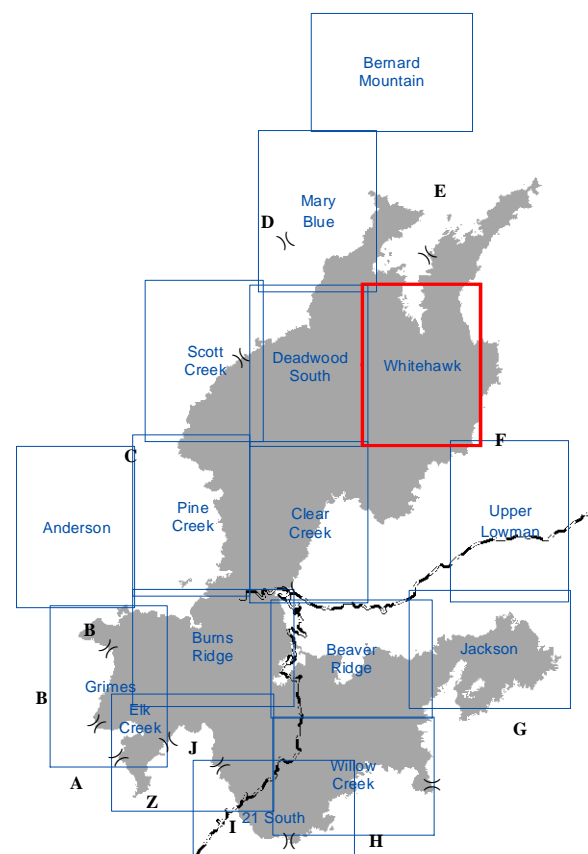 Bernard
Mountain
E
Mary
Blue
D
Scott
Creek
Deadwood
South
Whitehawk
F
C
Pine
Creek
Clear
Creek
Upper
Lowman
Anderson
B
Burns
Ridge
Beaver
Ridge
Jackson
B
Grimes
Elk
Creek
G
J
A
Willow
Creek
Z
I
21 South
H